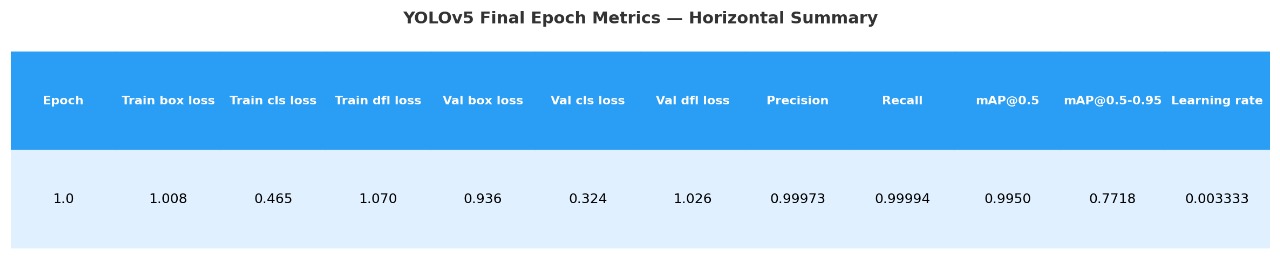 YOLOv5 Final Epoch Metrics — Horizontal Summary
Epoch Train box loss Train cls loss Train dfl loss Val box loss Val cls loss Val dfl loss Precision Recall mAP@0.5 mAP@0.5-0.95 Learning rate
1.0 1.008 0.465 1.070 0.936 0.324 1.026 0.99973 0.99994 0.9950 0.7718 0.003333